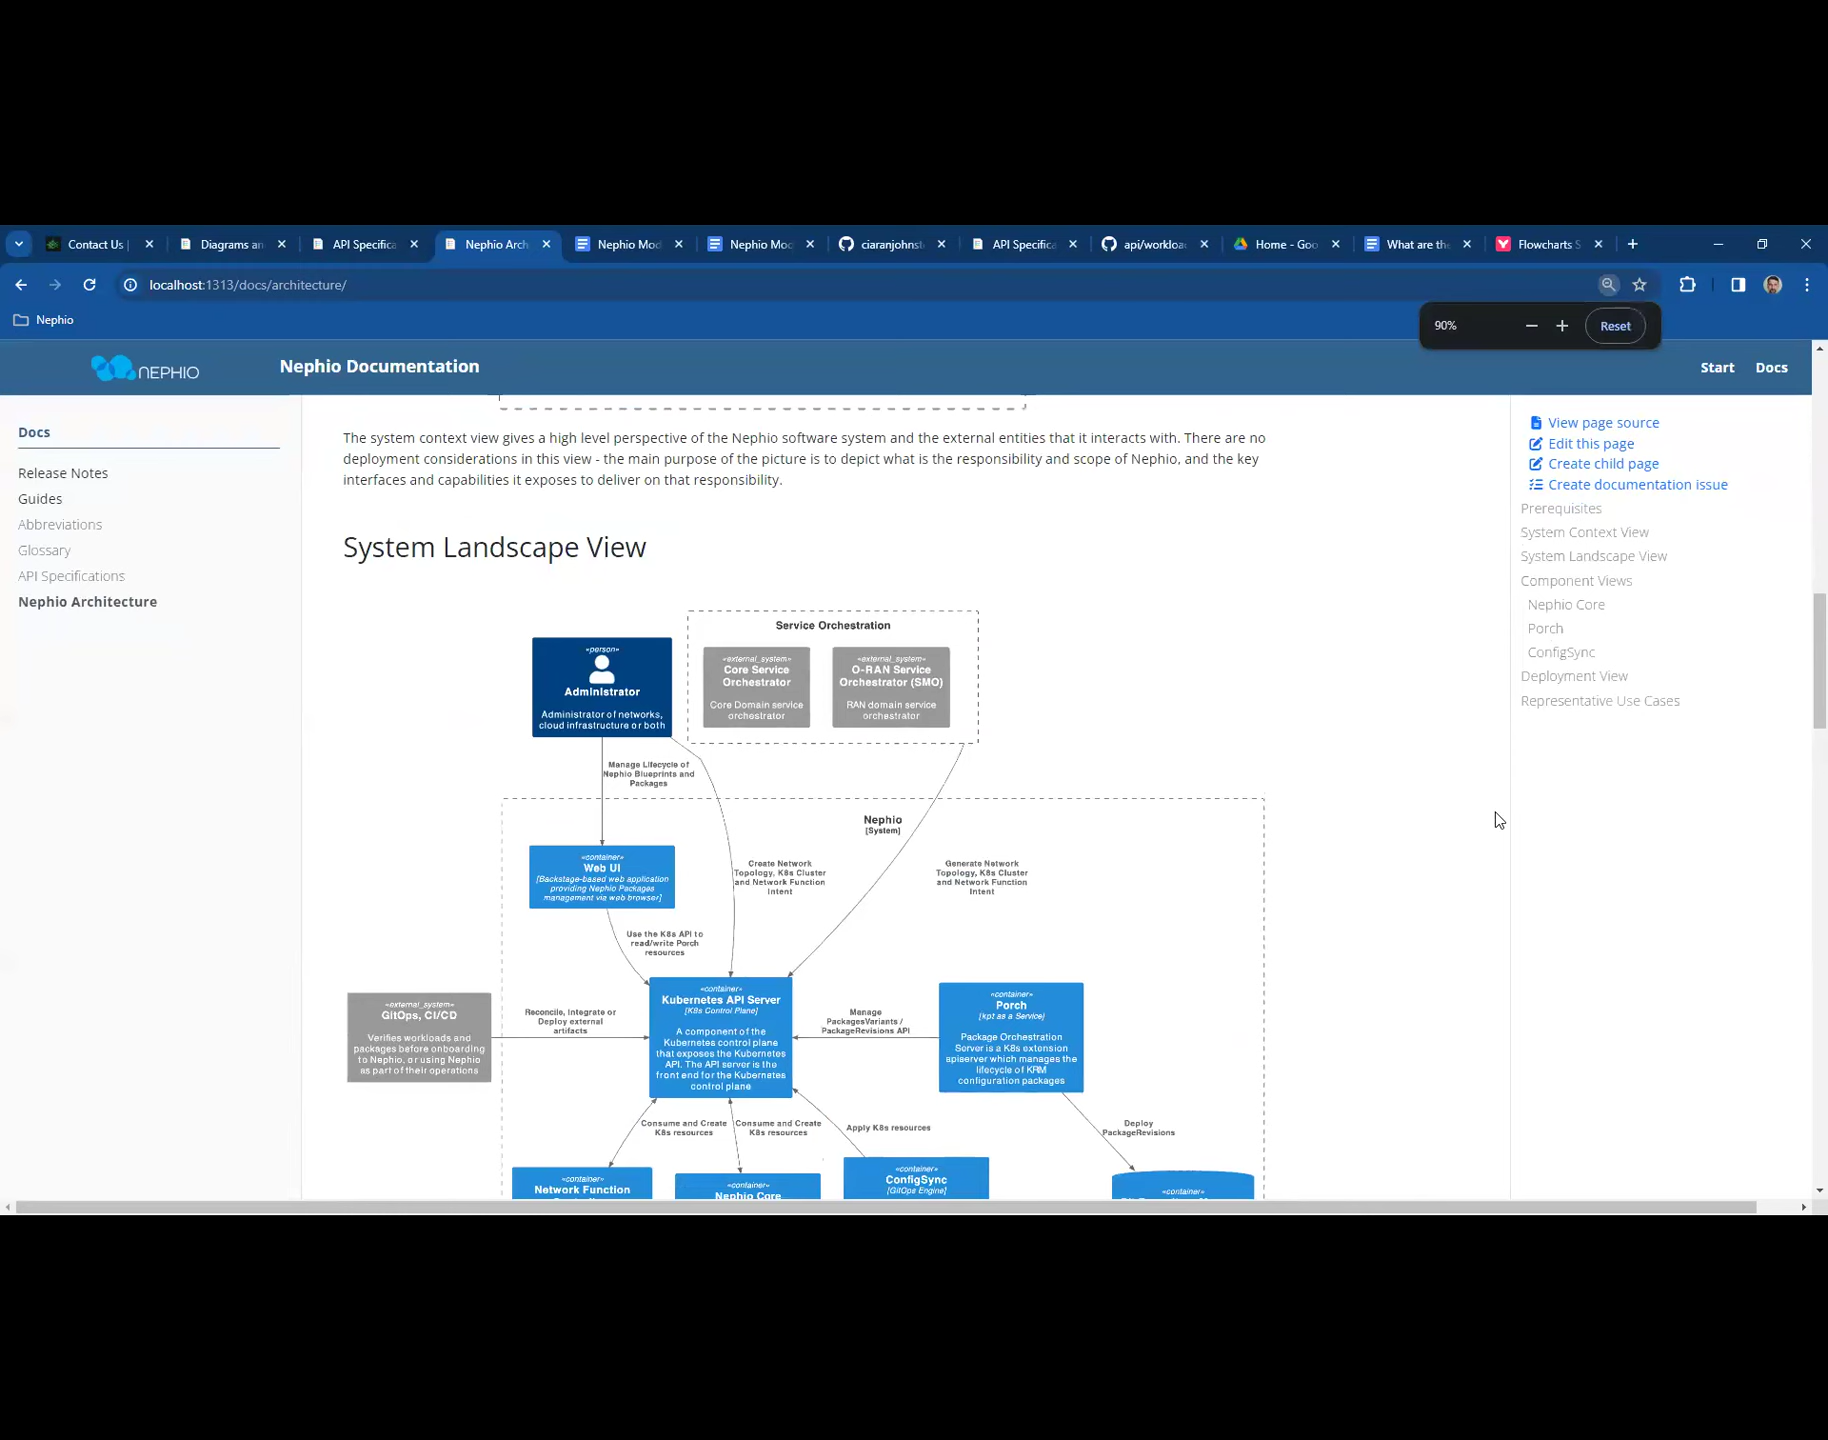 Contact Us |
Diagrams an
API Specifica
Nephio Arch
Nephio Mod
Nephio Mod
ciaranjohnst
API Specifica
api/workloa
Home - Goo
What are the
Flowcharts S
localhost:1313/docs/architecture/
Nephio
90%
Reset
NEPHIO
Nephio Documentation
Start
Docs
Docs
Release Notes
Guides
Abbreviations
Glossary
API Specifications
Nephio Architecture
The system context view gives a high level perspective of the Nephio software system and the external entities that it interacts with. There are no
deployment considerations in this view - the main purpose of the picture is to depict what is the responsibility and scope of Nephio, and the key
interfaces and capabilities it exposes to deliver on that responsibility.
System Landscape View
«person»
Administrator
Administrator of networks,
cloud infrastructure or both
Service Orchestration
«external_system»
Core Service
Orchestrator
Core Domain service
orchestrator
«external_system»
O-RAN Service
Orchestrator (SMO)
RAN domain service
orchestrator
Manage Lifecycle of
Nephio Blueprints and
Packages
Nephio
[System]
«container»
Web UI
[Backstage-based web application
providing Nephio Packages
management via web browser]
Create Network
Topology, K8s Cluster
and Network Function
Intent
Generate Network
Topology, K8s Cluster
and Network Function
Intent
Use the K8s API to
read/write Porch
resources
«external_system»
GitOps, CI/CD
Verifies workloads and
packages before onboarding
to Nephio, or using Nephio
as part of their operations
Reconcile, Integrate or
Deploy external
artifacts
«container»
Kubernetes API Server
[K8s Control Plane]
A component of the
Kubernetes control plane
that exposes the Kubernetes
API. The API server is the
front end for the Kubernetes
control plane
Manage
PackagesVariants /
PackageRevisions API
«container»
Porch
[kpt as a Service]
Package Orchestration
Server is a K8s extension
apiserver which manages the
lifecycle of KRM
configuration packages
Consume and Create
K8s resources
Consume and Create
K8s resources
Apply K8s resources
Deploy
PackageRevisions
«container»
Network Function
«container»
Nephio Core
«container»
ConfigSync
[GitOps Engine]
«container»
View page source
Edit this page
Create child page
Create documentation issue
Prerequisites
System Context View
System Landscape View
Component Views
Nephio Core
Porch
ConfigSync
Deployment View
Representative Use Cases